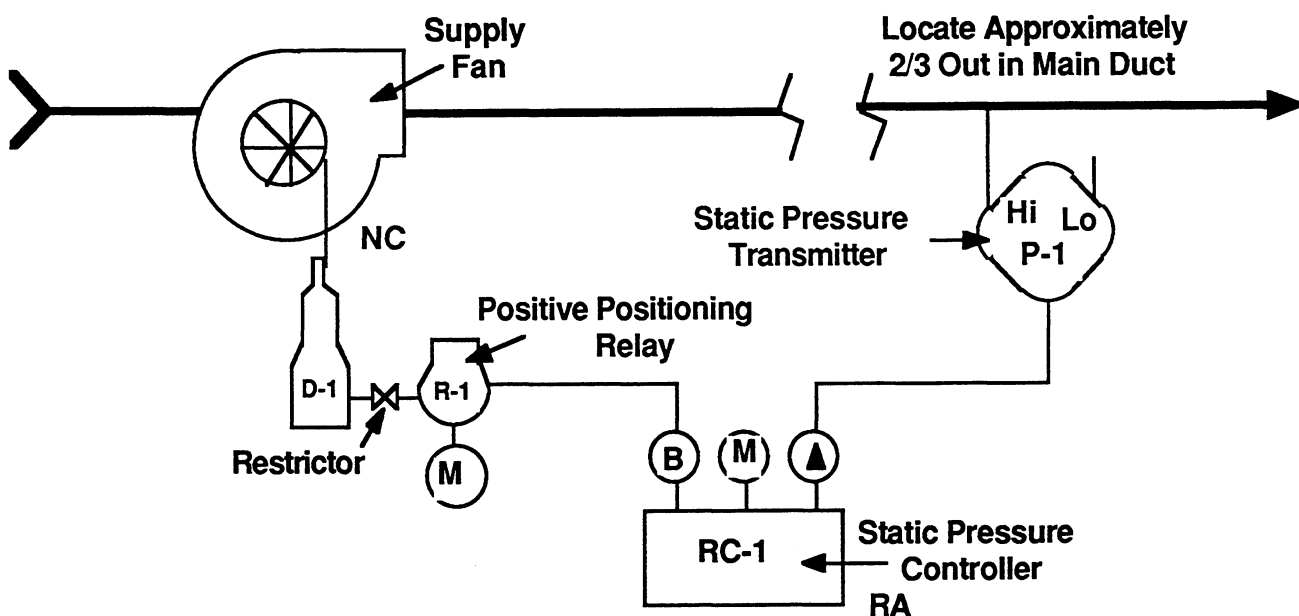 Supply
Fan
Locate Approximately
2/3 Out in Main Duct
NC
Static Pressure
Transmitter
Hi
Lo
P-1
Positive Positioning
Relay
D-1
R-1
Restrictor
M
B
M
A
RC-1
Static Pressure
Controller
RA